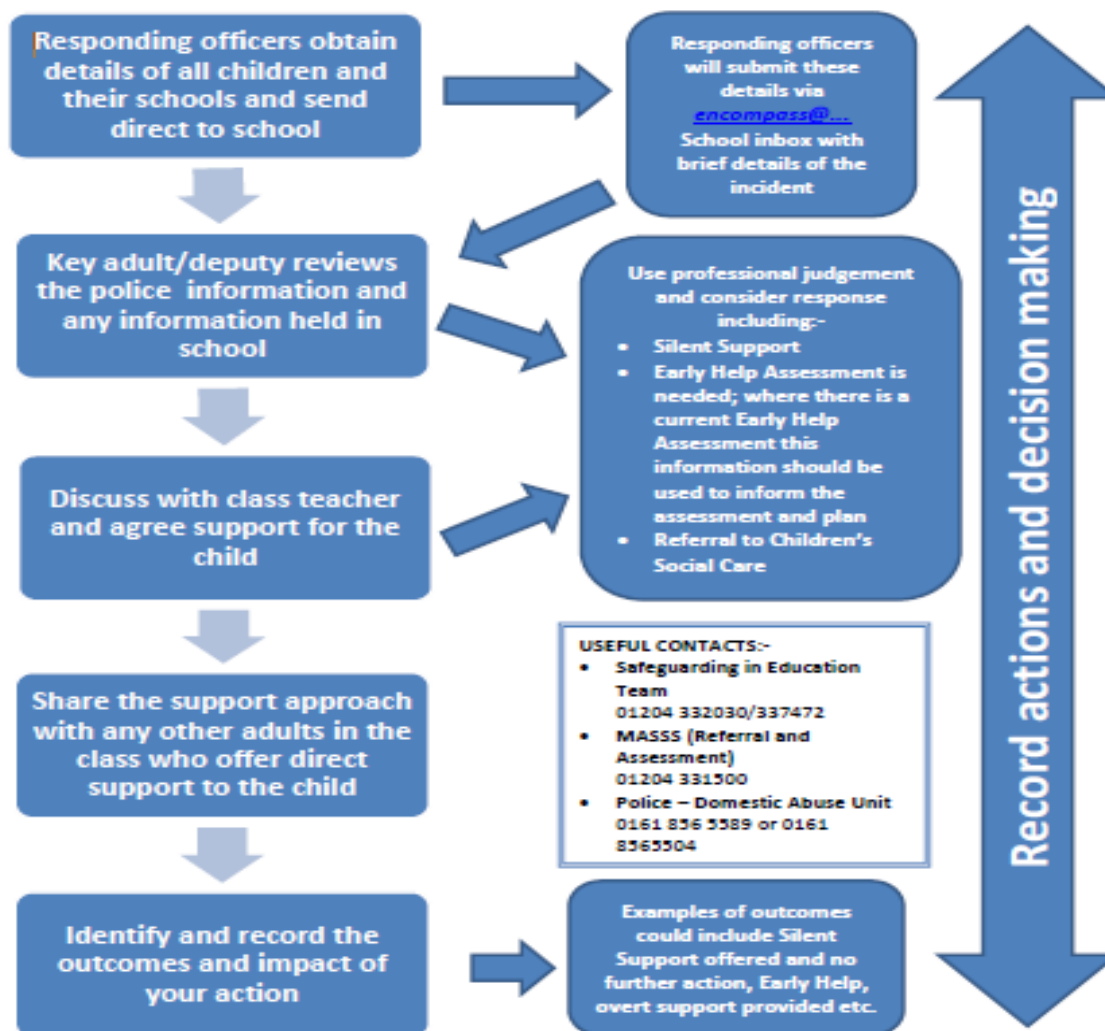 Responding officers obtain
details of all children and
their schools and send
direct to school
Responding officers
will submit these
details via
encompass@...
School inbox with
brief details of the
incident
Key adult/deputy reviews
the police information and
any information held in
school
Use professional judgement
and consider response
including:-
• Silent Support
• Early Help Assessment is
needed; where there is a
current Early Help
Assessment this
information should be
used to inform the
assessment and plan
• Referral to Children's
Social Care
Discuss with class teacher
and agree support for the
child
Share the support approach
with any other adults in the
class who offer direct
support to the child
USEFUL CONTACTS:-
• Safeguarding in Education
Team
01204 332030/337472
• MASSS (Referral and
Assessment)
01204 331500
• Police – Domestic Abuse Unit
0161 856 5589 or 0161
8565504
Identify and record the
outcomes and impact of
your action
Examples of outcomes
could include Silent
Support offered and no
further action, Early Help,
overt support provided etc.
Record actions and decision making